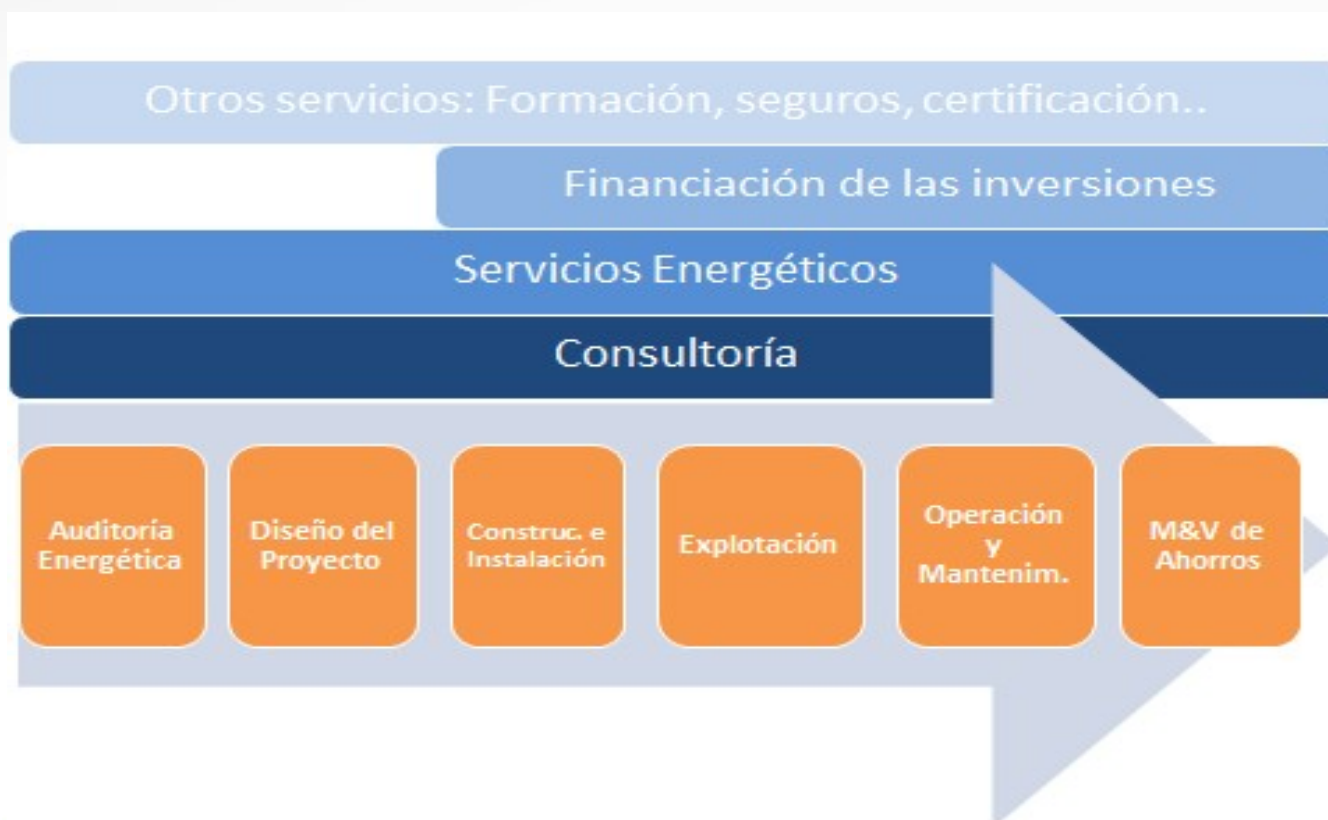 Otros servicios: Formación, seguros, certificación..
Financiación de las inversiones
Servicios Energéticos
Consultoría
Auditoría
Energética
Diseño del
Proyecto
Construc. e
Instalación
Explotación
Operación
y
Mantenim.
M&V de
Ahorros